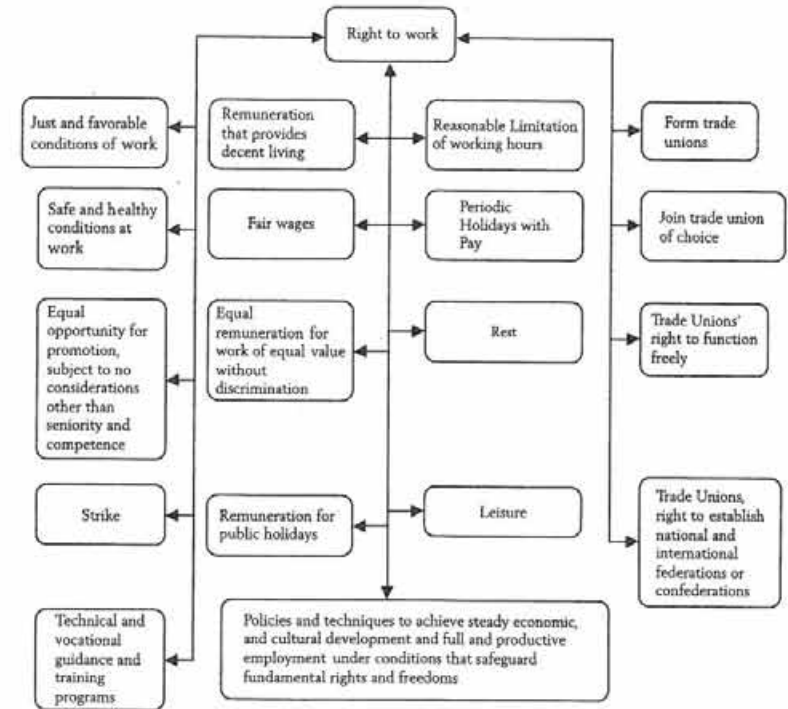 Right to work
Just and favorable
conditions of work
Remuneration
that provides
decent living
Reasonable Limitation
of working hours
Form trade
unions
Safe and healthy
conditions at
work
Fair wages
Periodic
Holidays with
Pay
Join trade union
of choice
Equal
opportunity for
promotion,
subject to no
considerations
other than
seniority and
competence
Equal
remuneration for
work of equal value
without
discrimination
Rest
Trade Unions'
right to function
freely
Strike
Remuneration for
public holidays
Leisure
Trade Unions,
right to establish
national and
international
federations or
confederations
Technical and
vocational
guidance and
training
programs
Policies and techniques to achieve steady economic,
and cultural development and full and productive
employment under conditions that safeguard
fundamental rights and freedoms